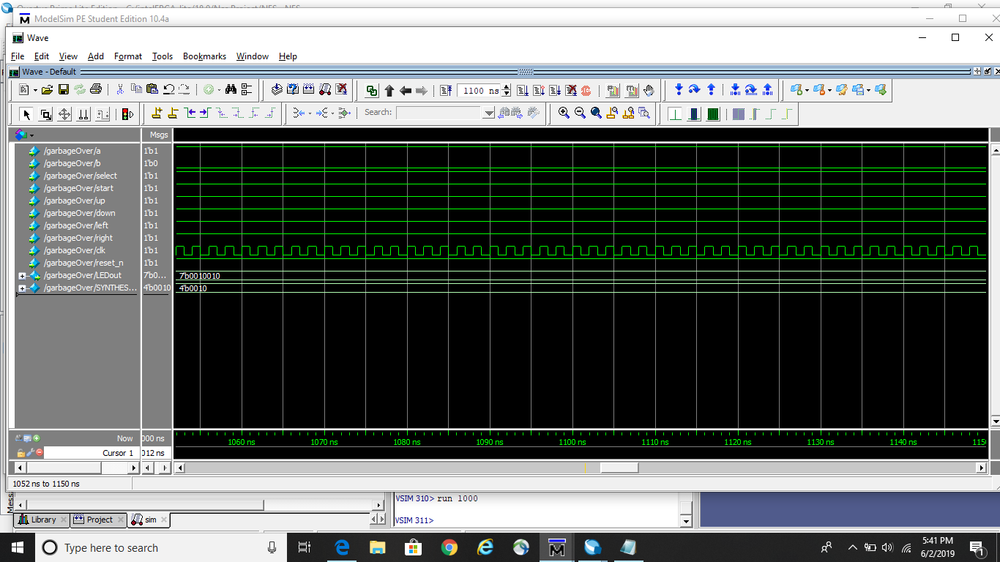 ModelSim PE Student Edition 10.4a
Wave
File Edit View Add Format Tools Bookmarks Window Help
Wave - Default
1100 ns
Search:
Msgs
/garbageOver/a 1'b1
/garbageOver/b 1'b0
/garbageOver/select 1'b1
/garbageOver/start 1'b1
/garbageOver/up 1'b1
/garbageOver/down 1'b1
/garbageOver/left 1'b1
/garbageOver/right 1'b1
/garbageOver/clk 1'b1
/garbageOver/reset_n 1'b1
/garbageOver/LEDout 7'b0... 7'b0010010
/garbageOver/SYNTHES... 4'b0010 4'b0010
Now 000 ns 1060 ns 1070 ns 1080 ns 1090 ns 1100 ns 1110 ns 1120 ns 1130 ns 1140 ns 115
Cursor 1 012 ns
1052 ns to 1150 ns
Mess
VSIM 310> run 1000
VSIM 311>
Library Project sim
Type here to search
5:41 PM
6/2/2019
1